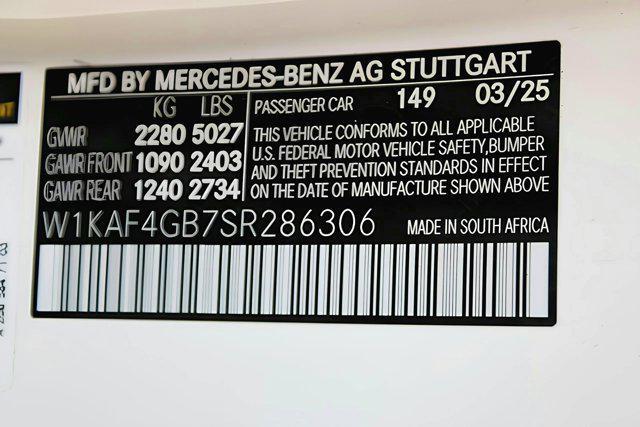 MFD BY MERCEDES-BENZ AG STUTTGART
KG LBS
GVWR 2280 5027
GAWR FRONT 1090 2403
GAWR REAR 1240 2734
PASSENGER CAR 149 03/25
THIS VEHICLE CONFORMS TO ALL APPLICABLE
U.S. FEDERAL MOTOR VEHICLE SAFETY,BUMPER
AND THEFT PREVENTION STANDARDS IN EFFECT
ON THE DATE OF MANUFACTURE SHOWN ABOVE
W1KAF4GB7SR286306 MADE IN SOUTH AFRICA